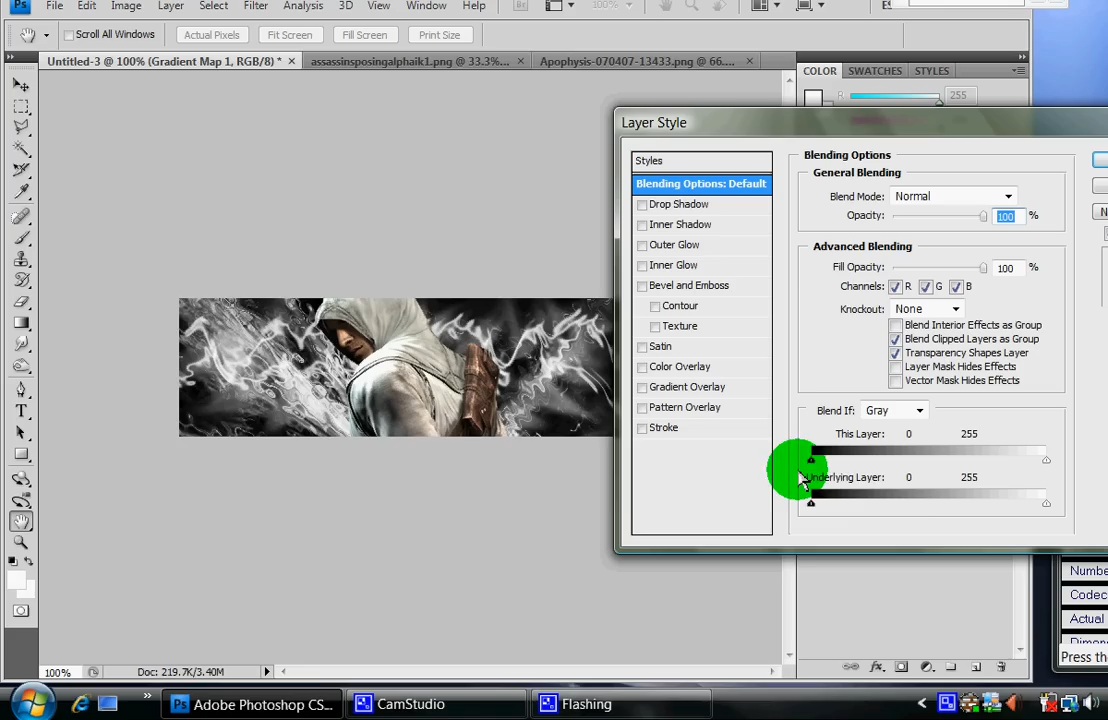 Ps File Edit Image Layer Select Filter Analysis 3D View Window Help Br 100%
Scroll All Windows Actual Pixels Fit Screen Fill Screen Print Size
Untitled-3 @ 100% (Gradient Map 1, RGB/8) * × assassinsposingalphaik1.png @ 33.3%... × Apophysis-070407-13433.png @ 66.... ×
COLOR SWATCHES STYLES
R 255
Layer Style
Styles
Blending Options: Default
Drop Shadow
Inner Shadow
Outer Glow
Inner Glow
Bevel and Emboss
Contour
Texture
Satin
Color Overlay
Gradient Overlay
Pattern Overlay
Stroke
Blending Options
General Blending
Blend Mode: Normal
Opacity: 100 %
Advanced Blending
Fill Opacity: 100 %
Channels: R G B
Knockout: None
Blend Interior Effects as Group
Blend Clipped Layers as Group
Transparency Shapes Layer
Layer Mask Hides Effects
Vector Mask Hides Effects
Blend If: Gray
This Layer: 0 255
Underlying Layer: 0 255
Number
Codec
Actual
Press the
100% Doc: 219.7K/3.40M
fx.
Ps Adobe Photoshop CS... CamStudio Flashing